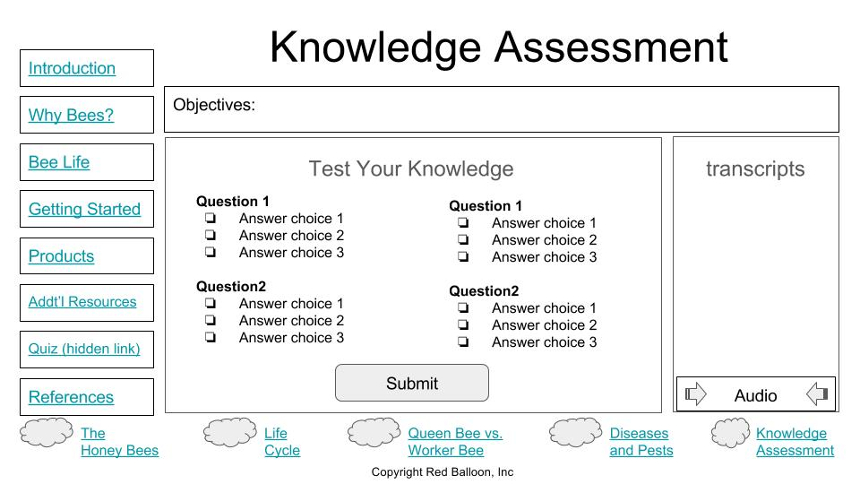 Knowledge Assessment
Introduction
Why Bees?
Bee Life
Getting Started
Products
Addt'l Resources
Quiz (hidden link)
References
Objectives:
Test Your Knowledge
Question 1
Answer choice 1
Answer choice 2
Answer choice 3
Question2
Answer choice 1
Answer choice 2
Answer choice 3
Question 1
Answer choice 1
Answer choice 2
Answer choice 3
Question2
Answer choice 1
Answer choice 2
Answer choice 3
Submit
transcripts
Audio
The
Honey Bees
Life
Cycle
Queen Bee vs.
Worker Bee
Diseases
and Pests
Knowledge
Assessment
Copyright Red Balloon, Inc